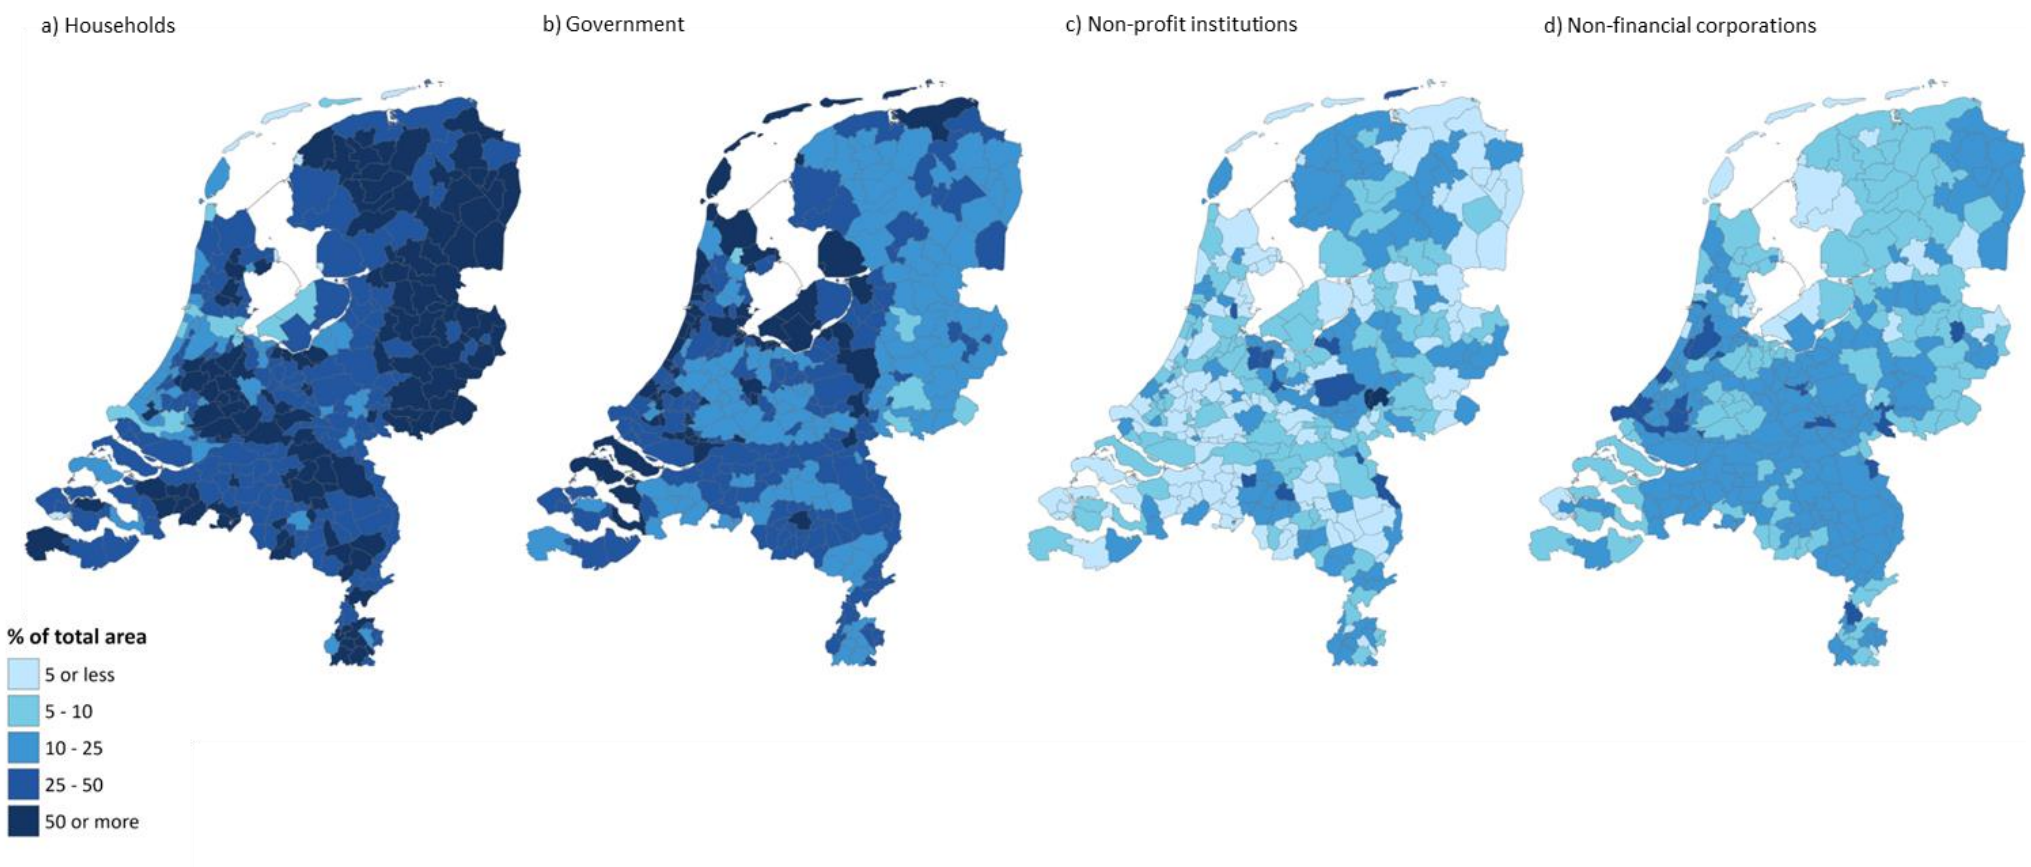 a) Households
b) Government
c) Non-profit institutions
d) Non-financial corporations
% of total area
5 or less
5 - 10
10 - 25
25 - 50
50 or more